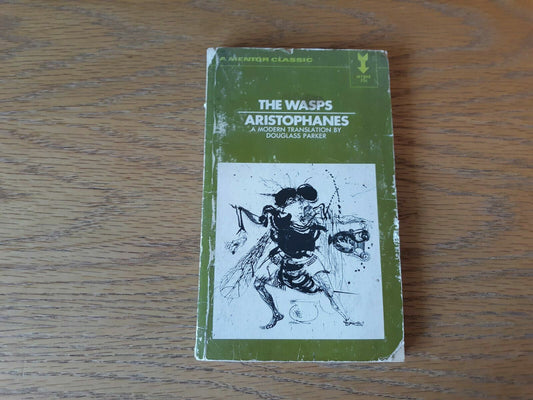 A MENTOR CLASSIC
THE WASPS
ARISTOPHANES
A MODERN TRANSLATION BY
DOUGLASS PARKER